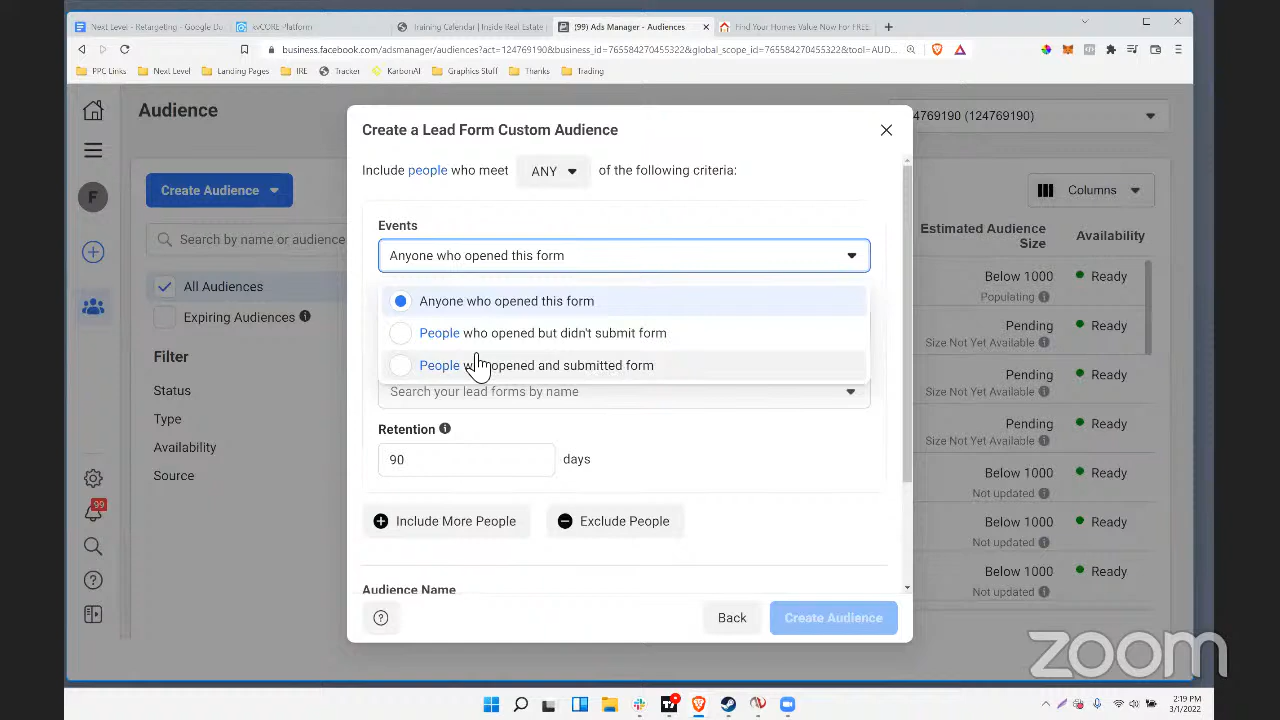 Next Level - Retargeting - Google Do
kvCORE Platform
Training Calendar | Inside Real Estate
(99) Ads Manager - Audiences
Find Your Homes Value Now For FREE
business.facebook.com/adsmanager/audiences?act=124769190&business_id=765584270455322&global_scope_id=765584270455322&tool=AUD...
PPC Links
Next Level
Landing Pages
IRE
Tracker
KarbonAI
Graphics Stuff
Thanks
Trading
Audience
4769190 (124769190)
Create Audience
Search by name or audience
All Audiences
Expiring Audiences
Filter
Status
Type
Availability
Source
F
99
Create a Lead Form Custom Audience
Include people who meet ANY of the following criteria:
Events
Anyone who opened this form
Anyone who opened this form
People who opened but didn't submit form
People w opened and submitted form
Search your lead forms by name
Retention
90 days
Include More People
Exclude People
Audience Name
Back
Create Audience
Columns
Estimated Audience Size
Availability
Below 1000
Populating
Ready
Pending
Size Not Yet Available
Ready
Pending
Size Not Yet Available
Ready
Pending
Size Not Yet Available
Ready
Below 1000
Not updated
Ready
Below 1000
Not updated
Ready
Below 1000
Not updated
Ready
zoom
2:19 PM
3/1/2022